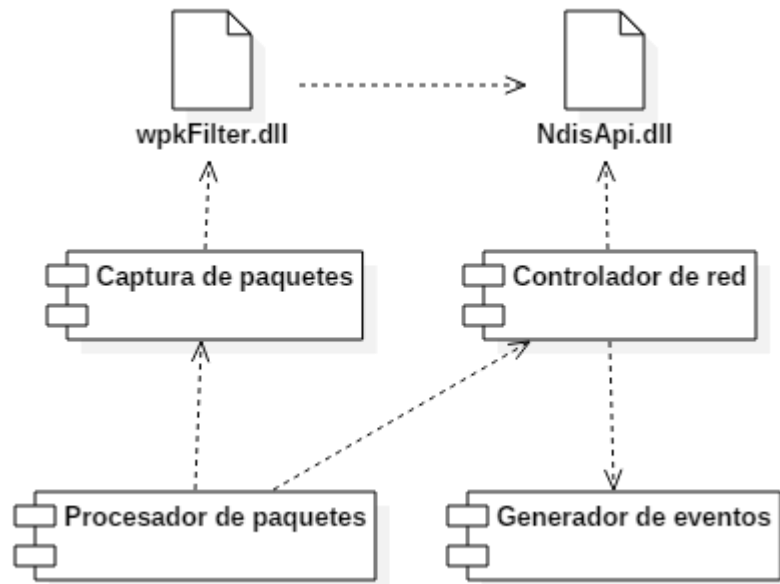 wpkFilter.dll
NdisApi.dll
Captura de paquetes
Controlador de red
Procesador de paquetes
Generador de eventos